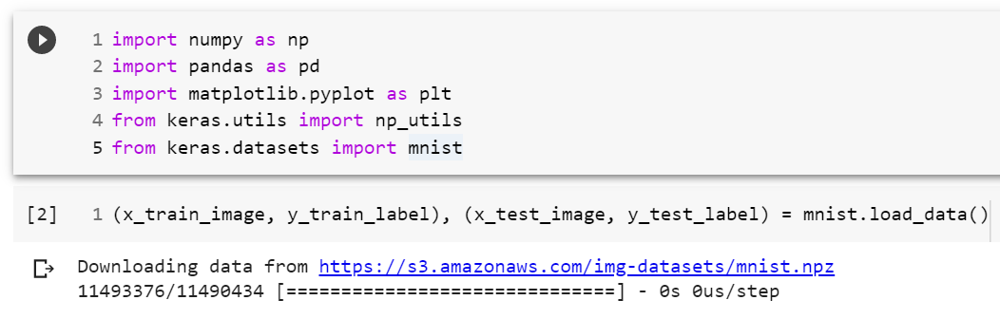 1 import numpy as np
2 import pandas as pd
3 import matplotlib.pyplot as plt
4 from keras.utils import np_utils
5 from keras.datasets import mnist
[2] 1 (x_train_image, y_train_label), (x_test_image, y_test_label) = mnist.load_data()
Downloading data from https://s3.amazonaws.com/img-datasets/mnist.npz
11493376/11490434 [==============================] - 0s 0us/step